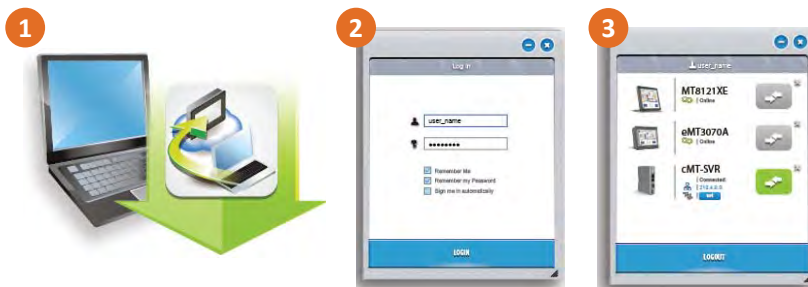 1
2
Log in
user_name
••••••••
Remember Me
Remember my Password
Sign me in automatically
LOGIN
3
user_name
MT8121XE
| Online
eMT3070A
| Online
cMT-SVR
| Connected
LOGOUT